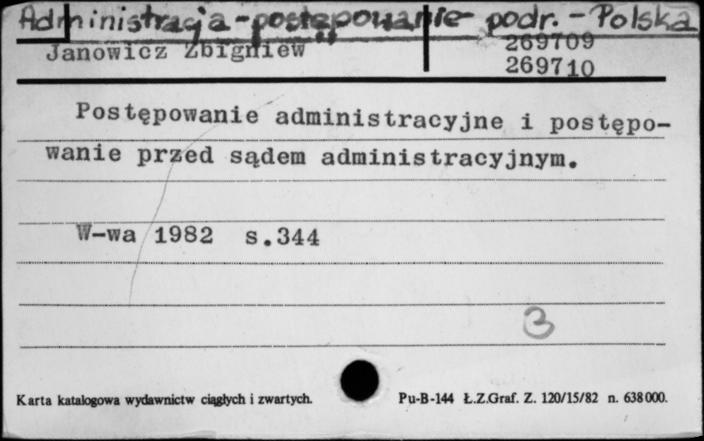 Administracja-postępowanie- podr. - Polska
Janowicz Zbigniew
269709
269710
Postępowanie administracyjne i postępo-
wanie przed sądem administracyjnym.
W-wa 1982 s.344
B
Karta katalogowa wydawnictw ciągłych i zwartych.
Pu-B-144 Ł.Z.Graf. Z. 120/15/82 n. 638000.